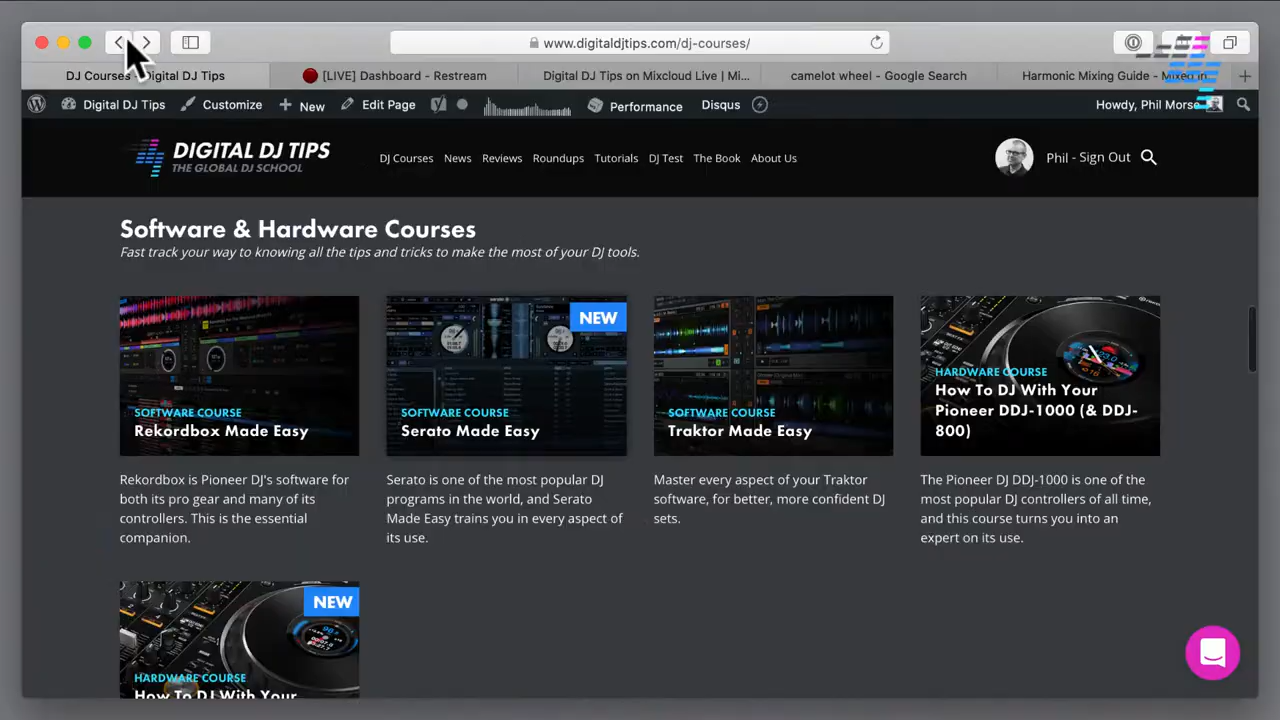 www.digitaldjtips.com/dj-courses/
DJ Courses - Digital DJ Tips
[LIVE] Dashboard - Restream
Digital DJ Tips on Mixcloud Live | Mi...
camelot wheel - Google Search
Harmonic Mixing Guide - Mixed In
Digital DJ Tips
Customize
New
Edit Page
Performance
Disqus
Howdy, Phil Morse
DIGITAL DJ TIPS
THE GLOBAL DJ SCHOOL
DJ Courses
News
Reviews
Roundups
Tutorials
DJ Test
The Book
About Us
Phil - Sign Out
Software & Hardware Courses
Fast track your way to knowing all the tips and tricks to make the most of your DJ tools.
SOFTWARE COURSE
Rekordbox Made Easy
Rekordbox is Pioneer DJ's software for
both its pro gear and many of its
controllers. This is the essential
companion.
NEW
SOFTWARE COURSE
Serato Made Easy
Serato is one of the most popular DJ
programs in the world, and Serato
Made Easy trains you in every aspect of
its use.
SOFTWARE COURSE
Traktor Made Easy
Master every aspect of your Traktor
software, for better, more confident DJ
sets.
HARDWARE COURSE
How To DJ With Your
Pioneer DDJ-1000 (& DDJ-
800)
The Pioneer DJ DDJ-1000 is one of the
most popular DJ controllers of all time,
and this course turns you into an
expert on its use.
NEW
HARDWARE COURSE
How To DJ With Your